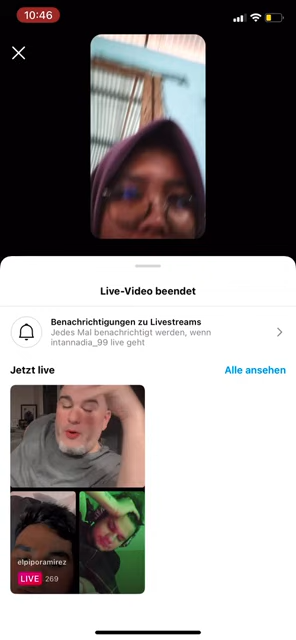 10:46
Live-Video beendet
Benachrichtigungen zu Livestreams
Jedes Mal benachrichtigt werden, wenn
intannadia_99 live geht
Jetzt live
Alle ansehen
elpiporamirez
LIVE 269